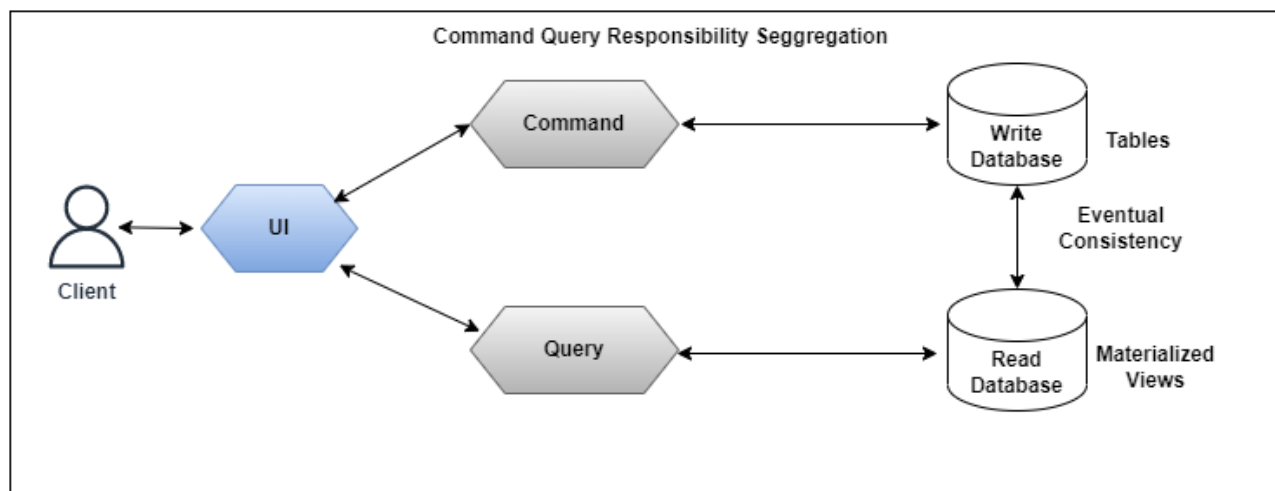 Command Query Responsibility Seggregation
Command
Write
Database
Tables
UI
Client
Eventual
Consistency
Query
Read
Database
Materialized
Views